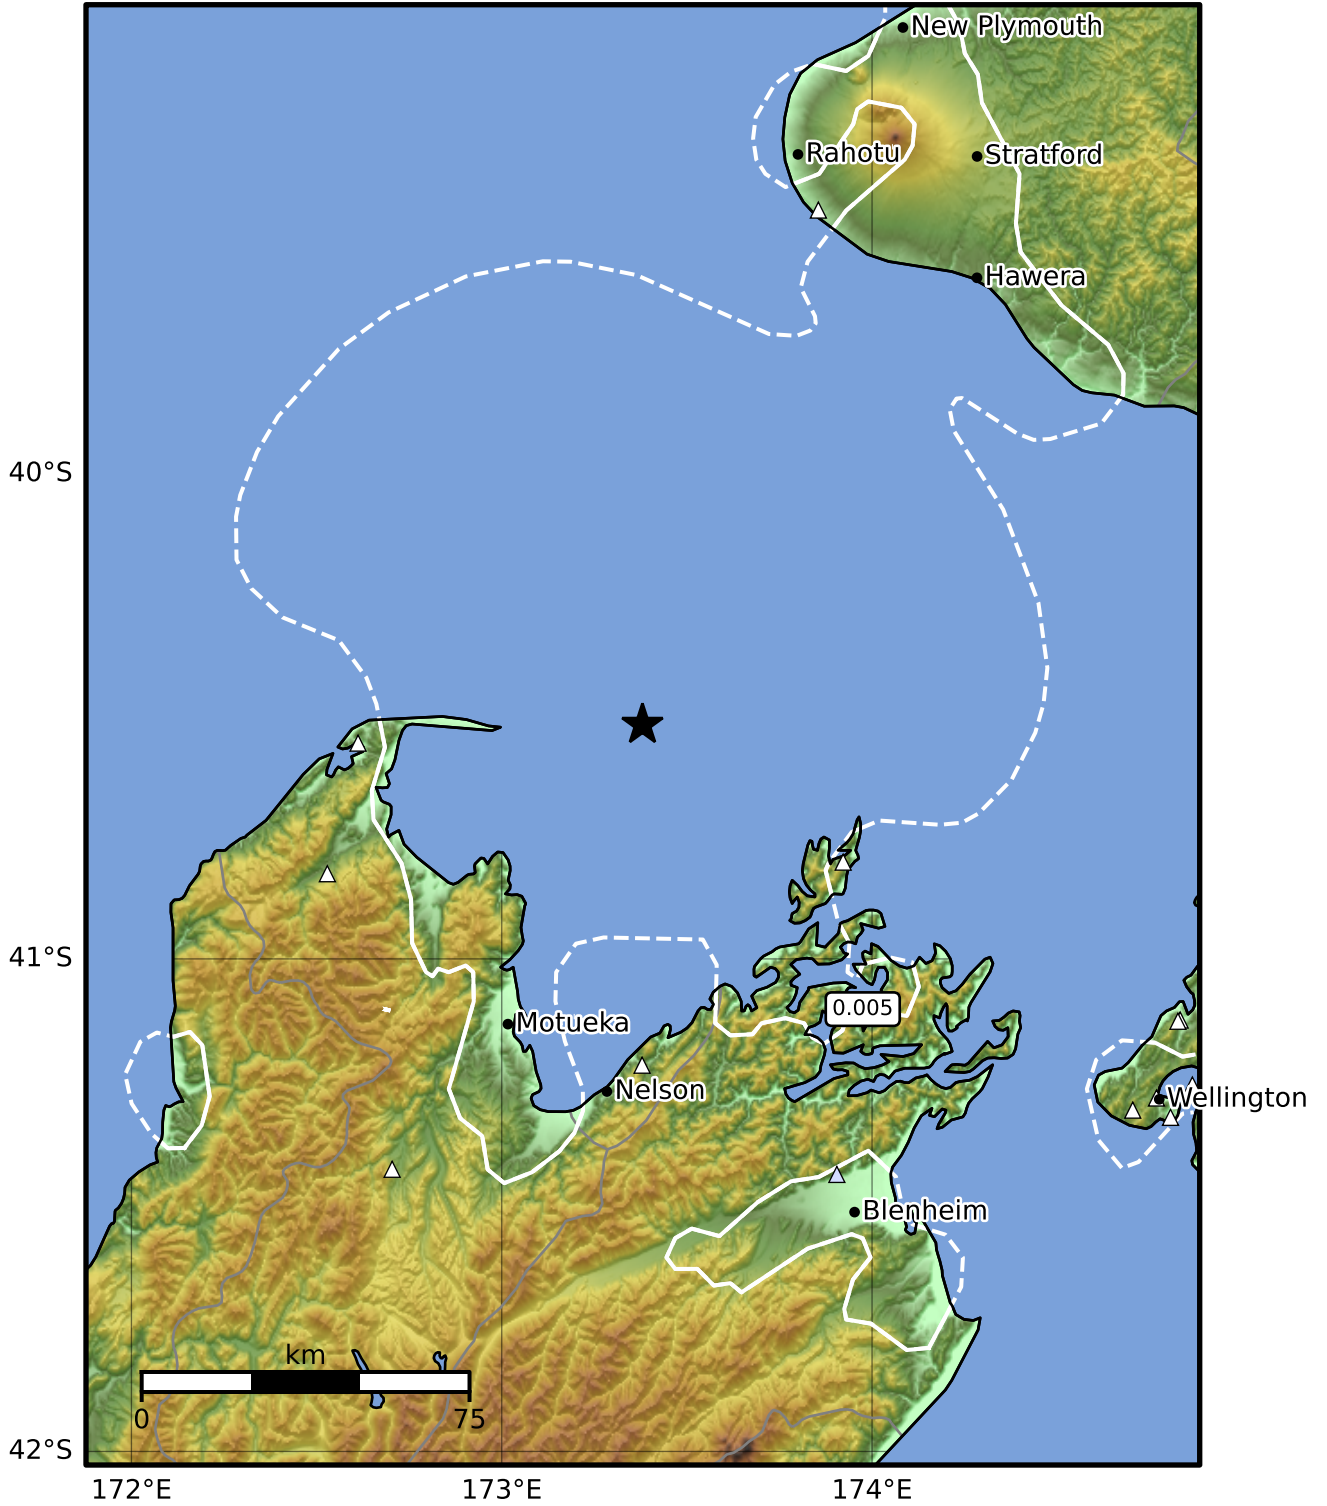 New Plymouth
Rahotu
Stratford
Hawera
40°S
41°S
0.005
Motueka
Nelson
Wellington
Blenheim
km
0 75
42°S
172°E 173°E 174°E